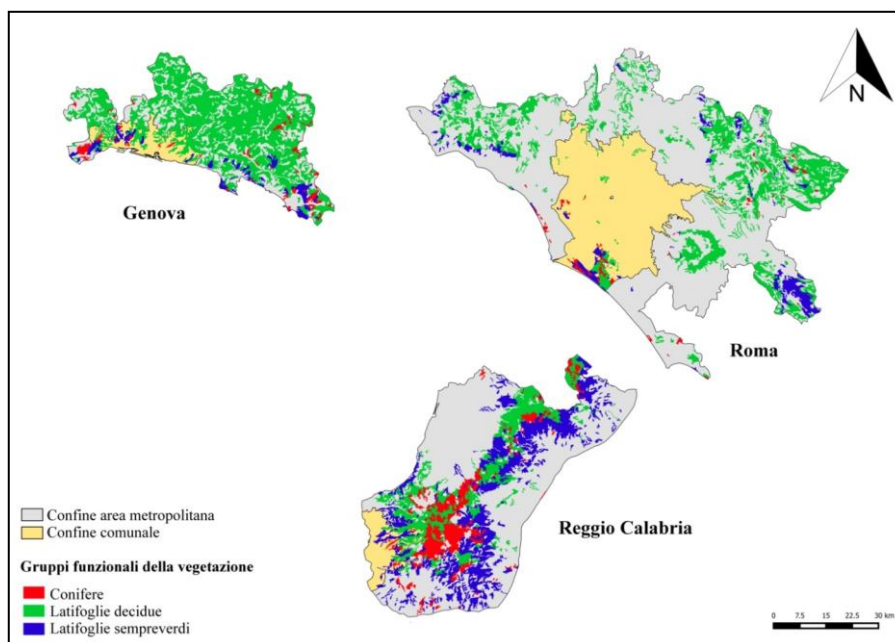 N
Genova
Roma
Reggio Calabria
Confine area metropolitana
Confine comunale
Gruppi funzionali della vegetazione
Conifere
Latifoglie decidue
Latifoglie sempreverdi
0 7.5 15 22.5 30 km